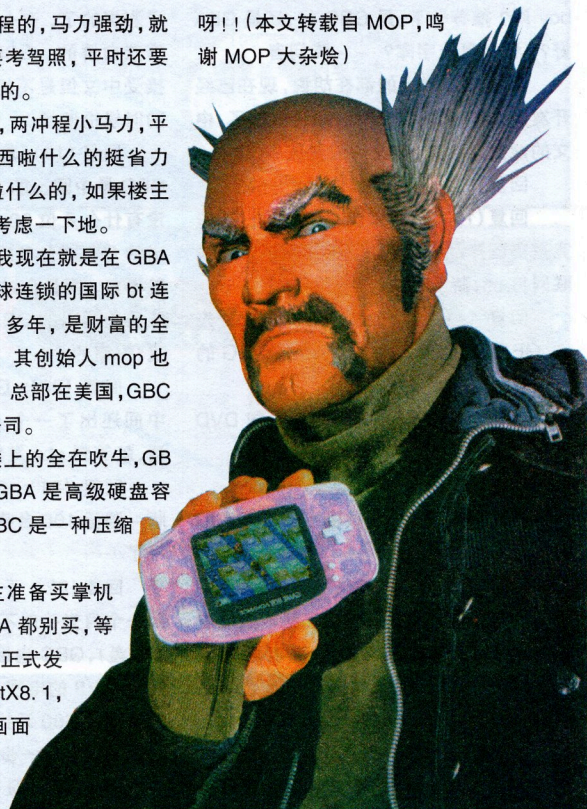 程的,马力强劲,就
要考驾照,平时还要
的。
,两冲程小马力,平
西啦什么的挺省力
啦什么的,如果楼主
考虑一下地。
我现在就是在 GBA
球连锁的国际 bt 连
多年,是财富的全
其创始人 mop 也
总部在美国,GBC
公司。
楼上的全在吹牛,GB
GBA 是高级硬盘容
BC 是一种压缩
主准备买掌机
A 都别买,等
正式发
tX8.1,
画面
呀!!(本文转载自 MOP,鸣
谢 MOP 大杂烩)